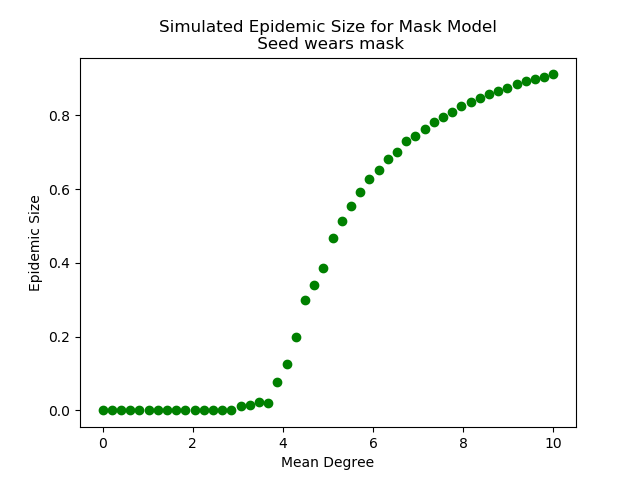 Simulated Epidemic Size for Mask Model
Seed wears mask
Epidemic Size
0.8
0.6
0.4
0.2
0.0
0 2 4 6 8 10
Mean Degree